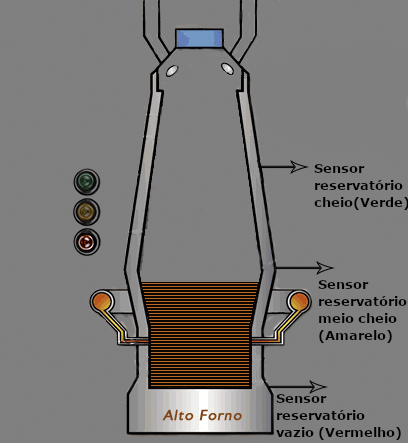 Sensor
reservatório
cheio(Verde)
Sensor
reservatório
meio cheio
(Amarelo)
Sensor
reservatório
vazio (Vermelho)
Alto Forno